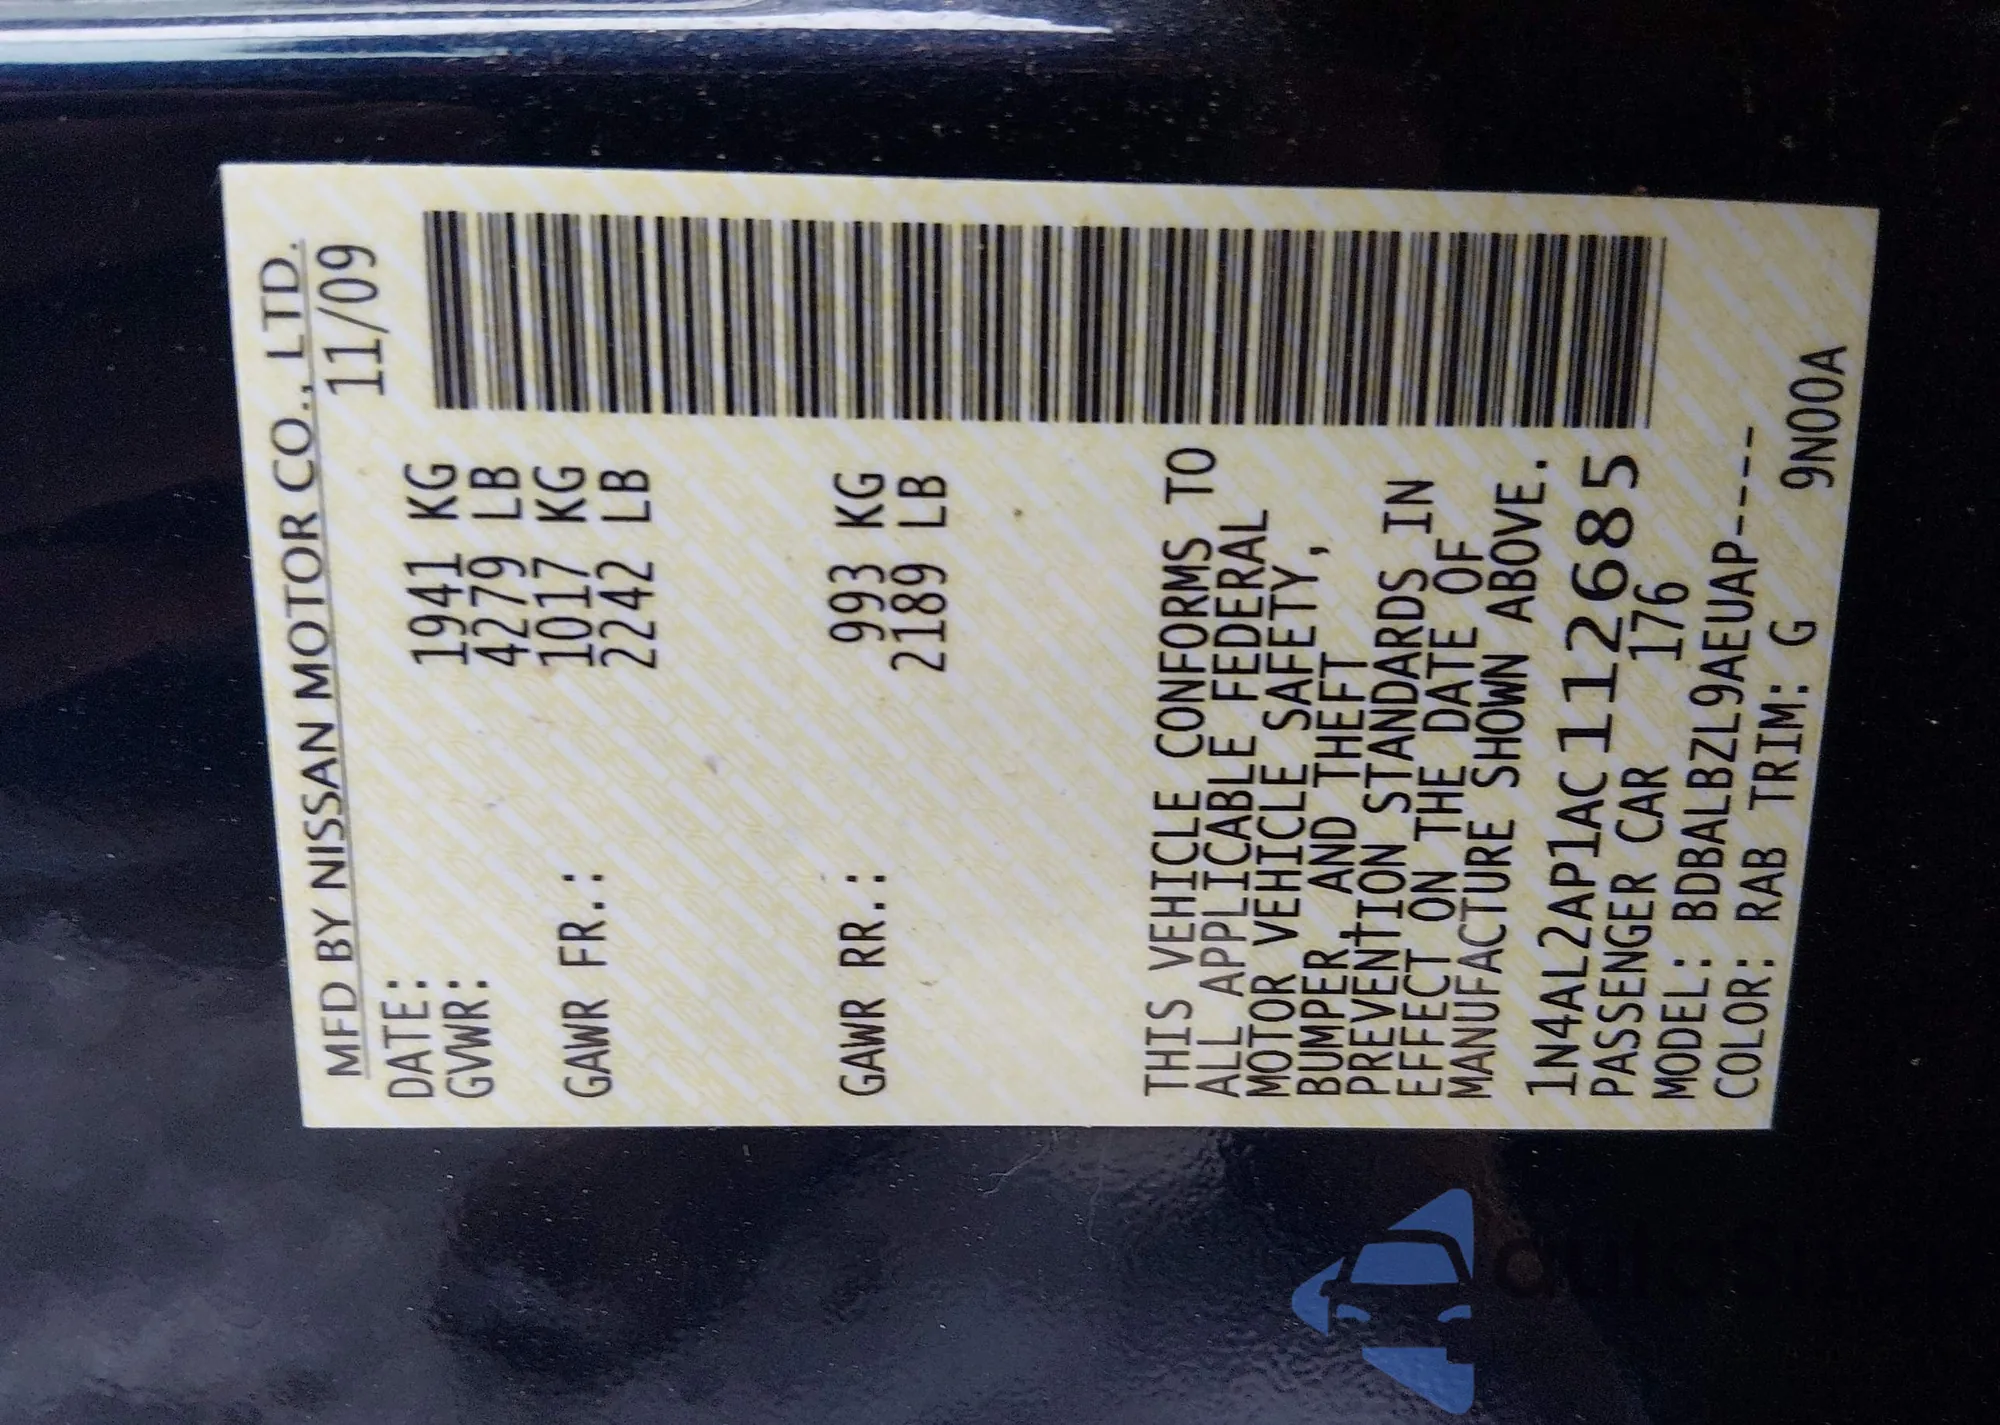 MFD BY NISSAN MOTOR CO., LTD.
DATE: 11/09
GVWR: 1941 KG
4279 LB
GAWR FR.: 1017 KG
2242 LB
GAWR RR.: 993 KG
2189 LB
THIS VEHICLE CONFORMS TO
ALL APPLICABLE FEDERAL
MOTOR VEHICLE SAFETY,
BUMPER, AND THEFT
PREVENTION STANDARDS IN
EFFECT ON THE DATE OF
MANUFACTURE SHOWN ABOVE.
1N4AL2AP1AC112685
PASSENGER CAR 176
MODEL: BDBALBZL9AEUAP----
COLOR: RAB TRIM: G 9N00A